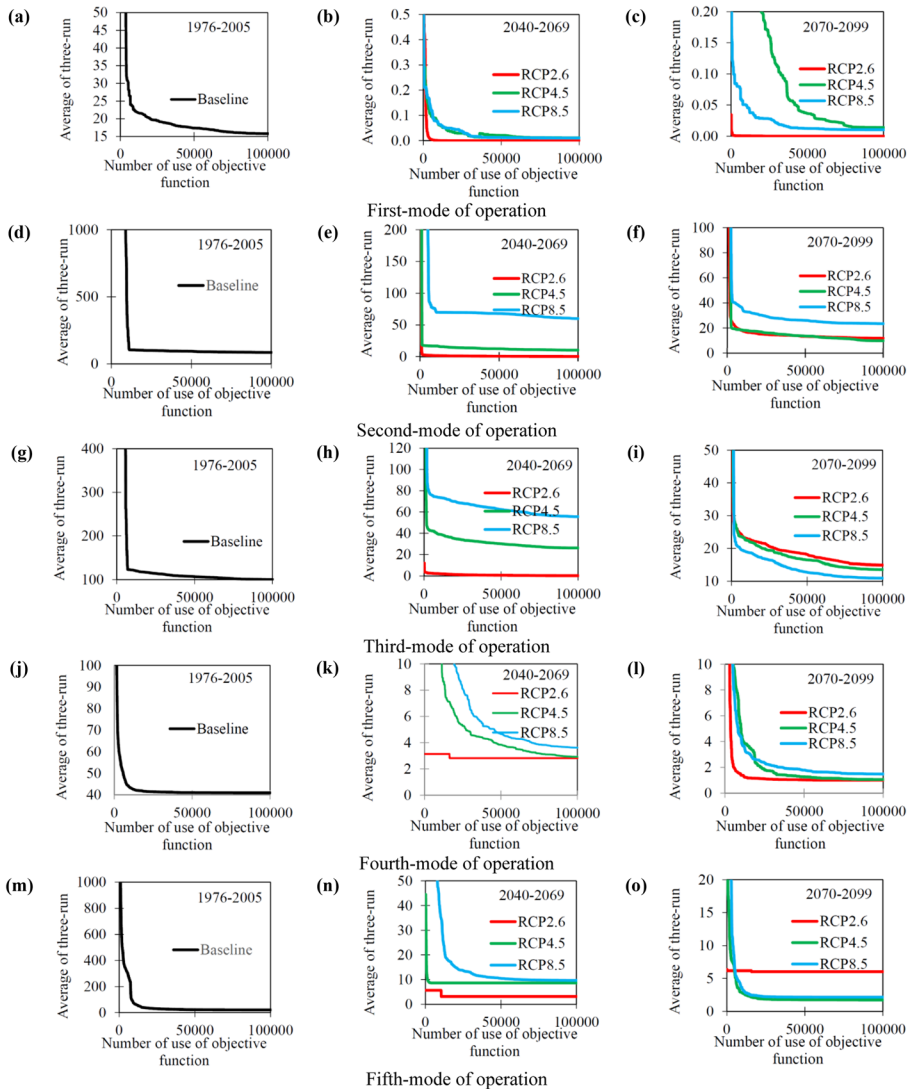 (a)
50
45
40
35
30
25
20
15
Average of three-run
1976-2005
Baseline
0 50000 100000
Number of use of objective
function
(b)
0.5
0.4
0.3
0.2
0.1
0.0
Average of three-run
2040-2069
RCP2.6
RCP4.5
RCP8.5
0 50000 100000
Number of use of objective
function
(c)
0.20
0.15
0.10
0.05
0.00
Average of three-run
2070-2099
RCP2.6
RCP4.5
RCP8.5
0 50000 100000
Number of use of objective
function
First-mode of operation
(d)
1000
500
0
Average of three-run
1976-2005
Baseline
0 50000 100000
Number of use of objective
function
(e)
200
150
100
50
0
Average of three-run
2040-2069
RCP2.6
RCP4.5
RCP8.5
0 50000 100000
Number of use of objective
function
(f)
100
80
60
40
20
0
Average of three-run
2070-2099
RCP2.6
RCP4.5
RCP8.5
0 50000 100000
Number of use of objective
function
Second-mode of operation
(g)
400
300
200
100
Average of three-run
1976-2005
Baseline
0 50000 100000
Number of use of objective
function
(h)
120
100
80
60
40
20
0
Average of three-run
2040-2069
RCP2.6
RCP4.5
RCP8.5
0 50000 100000
Number of use of objective
function
(i)
50
40
30
20
10
Average of three-run
2070-2099
RCP2.6
RCP4.5
RCP8.5
0 50000 100000
Number of use of objective
function
Third-mode of operation
(j)
100
90
80
70
60
50
40
Average of three-run
1976-2005
Baseline
0 50000 100000
Number of use of objective
function
(k)
10
8
6
4
2
0
Average of three-run
2040-2069
RCP2.6
RCP4.5
RCP8.5
0 50000 100000
Number of use of objective
function
(l)
10
8
6
4
2
0
Average of three-run
2070-2099
RCP2.6
RCP4.5
RCP8.5
0 50000 100000
Number of use of objective
function
Fourth-mode of operation
(m)
1000
800
600
400
200
0
Average of three-run
1976-2005
Baseline
0 50000 100000
Number of use of objective
function
(n)
50
40
30
20
10
0
Average of three-run
2040-2069
RCP2.6
RCP4.5
RCP8.5
0 50000 100000
Number of use of objective
function
(o)
20
15
10
5
0
Average of three-run
2070-2099
RCP2.6
RCP4.5
RCP8.5
0 50000 100000
Number of use of objective
function
Fifth-mode of operation